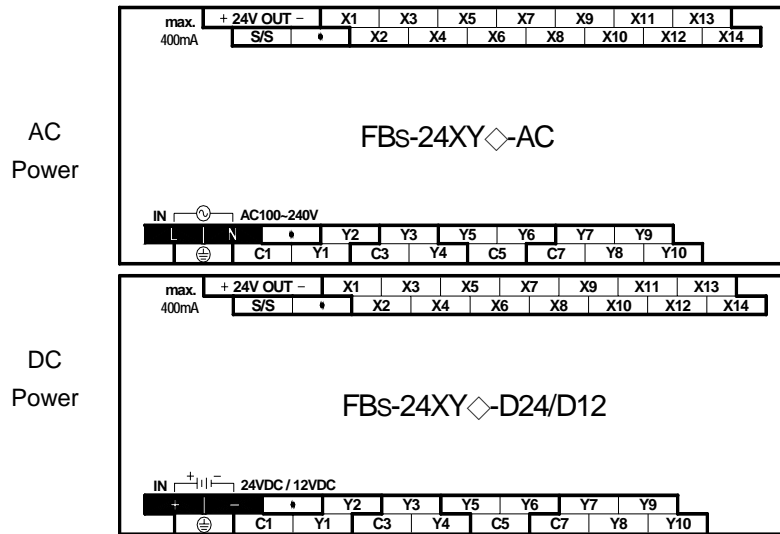 AC
Power
max. + 24V OUT − X1 X3 X5 X7 X9 X11 X13
400mA S/S • X2 X4 X6 X8 X10 X12 X14
FBs-24XY◇-AC
IN AC100~240V
L N • Y2 Y3 Y5 Y6 Y7 Y9
C1 Y1 C3 Y4 C5 C7 Y8 Y10
DC
Power
max. + 24V OUT − X1 X3 X5 X7 X9 X11 X13
400mA S/S • X2 X4 X6 X8 X10 X12 X14
FBs-24XY◇-D24/D12
IN + − 24VDC / 12VDC
+ − • Y2 Y3 Y5 Y6 Y7 Y9
C1 Y1 C3 Y4 C5 C7 Y8 Y10